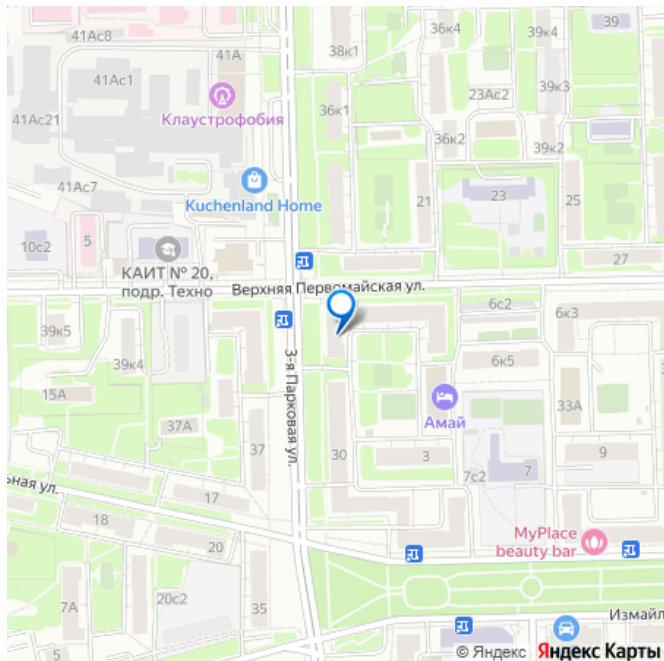 41Ас8
41А
38к1
36к4
39к4
39
41Ас1
39к3
23Ас2
41Ас21
36к1
Клаустрофобия
36к2
39к2
41Ас7
Kuchenland Home
21
23
25
10с2
5
КАИТ № 20,
подр. Техно
27
Верхняя Первомайская ул.
6с2
6к3
39к5
39к4
3-я Парковая ул.
6к5
15А
Амай
33А
37А
37
30
3
7с2
7
9
ьная ул.
17
18
20
MyPlace
beauty bar
20с2
7А
35
Измайл
5
© Яндекс Яндекс Карты